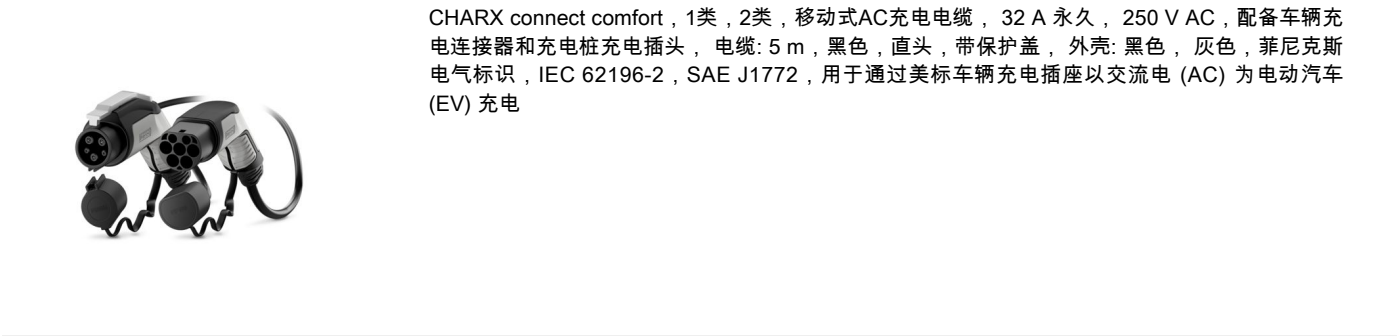 CHARX connect comfort，1类，2类，移动式AC充电电缆， 32 A 永久， 250 V AC，配备车辆充
电连接器和充电桩充电插头， 电缆: 5 m，黑色，直头，带保护盖， 外壳: 黑色， 灰色，菲尼克斯
电气标识，IEC 62196-2，SAE J1772，用于通过美标车辆充电插座以交流电 (AC) 为电动汽车
(EV) 充电